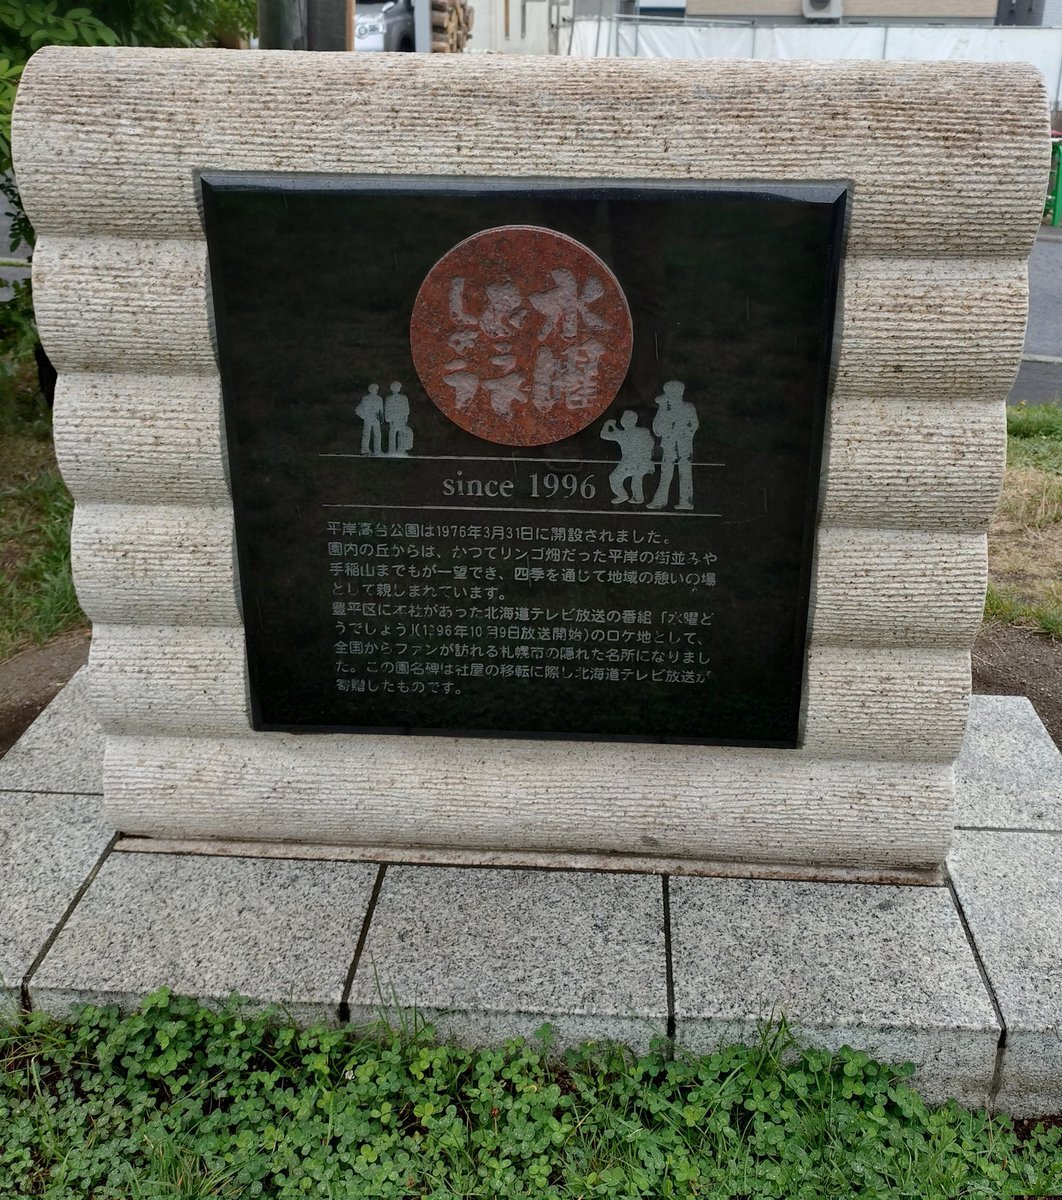 水曜
どうで
しょう
since 1996
平岸高台公園は1976年3月31日に開設されました。
園内の丘からは、かつてリンゴ畑だった平岸の街並みや
手稲山までもが一望でき、四季を通じて地域の憩いの場
として親しまれています。
豊平区に本社があった北海道テレビ放送の番組「水曜ど
うでしょう」(1996年10月9日放送開始)のロケ地として、
全国からファンが訪れる札幌市の隠れた名所になりまし
た。この園名碑は社屋の移転に際し北海道テレビ放送が
寄贈したものです。